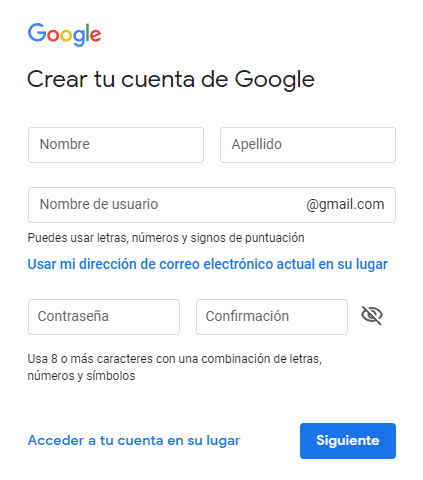 Google
Crear tu cuenta de Google
Nombre Apellido
Nombre de usuario @gmail.com
Puedes usar letras, números y signos de puntuación
Usar mi dirección de correo electrónico actual en su lugar
Contraseña Confirmación
Usa 8 o más caracteres con una combinación de letras,
números y símbolos
Acceder a tu cuenta en su lugar Siguiente